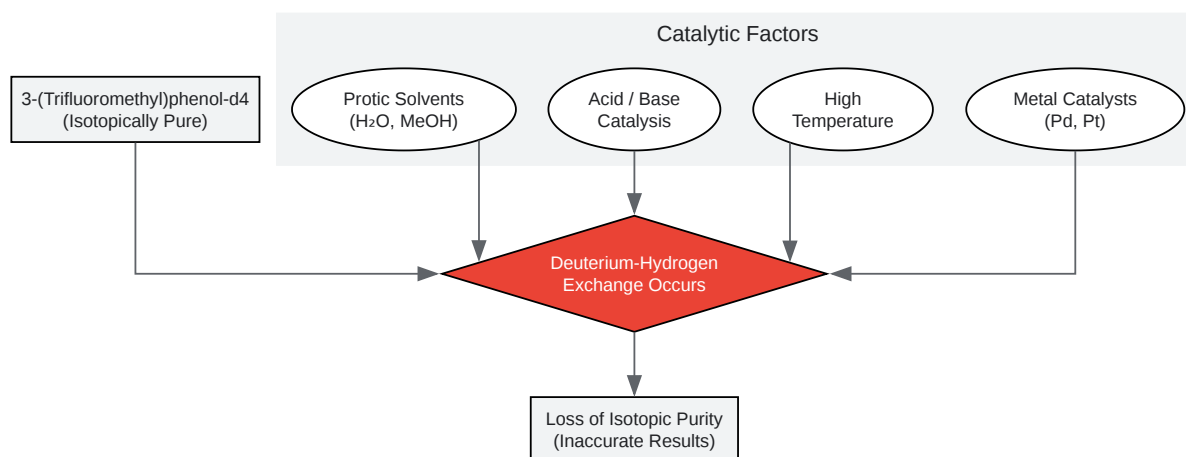 Catalytic Factors
3-(Trifluoromethyl)phenol-d4
(Isotopically Pure)
Protic Solvents
(H₂O, MeOH)
Acid / Base
Catalysis
High
Temperature
Metal Catalysts
(Pd, Pt)
Deuterium-Hydrogen
Exchange Occurs
Loss of Isotopic Purity
(Inaccurate Results)